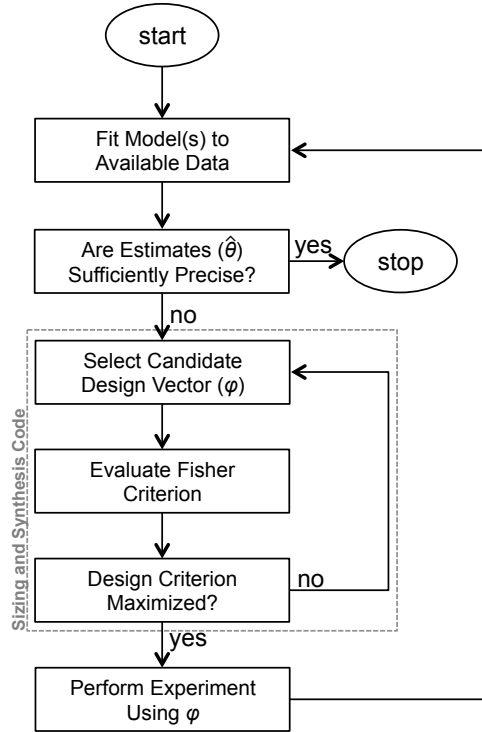 start
Fit Model(s) to
Available Data
Are Estimates (θ̂)
Sufficiently Precise?
yes
stop
no
Sizing and Synthesis Code
Select Candidate
Design Vector (φ)
Evaluate Fisher
Criterion
Design Criterion
Maximized?
no
yes
Perform Experiment
Using φ